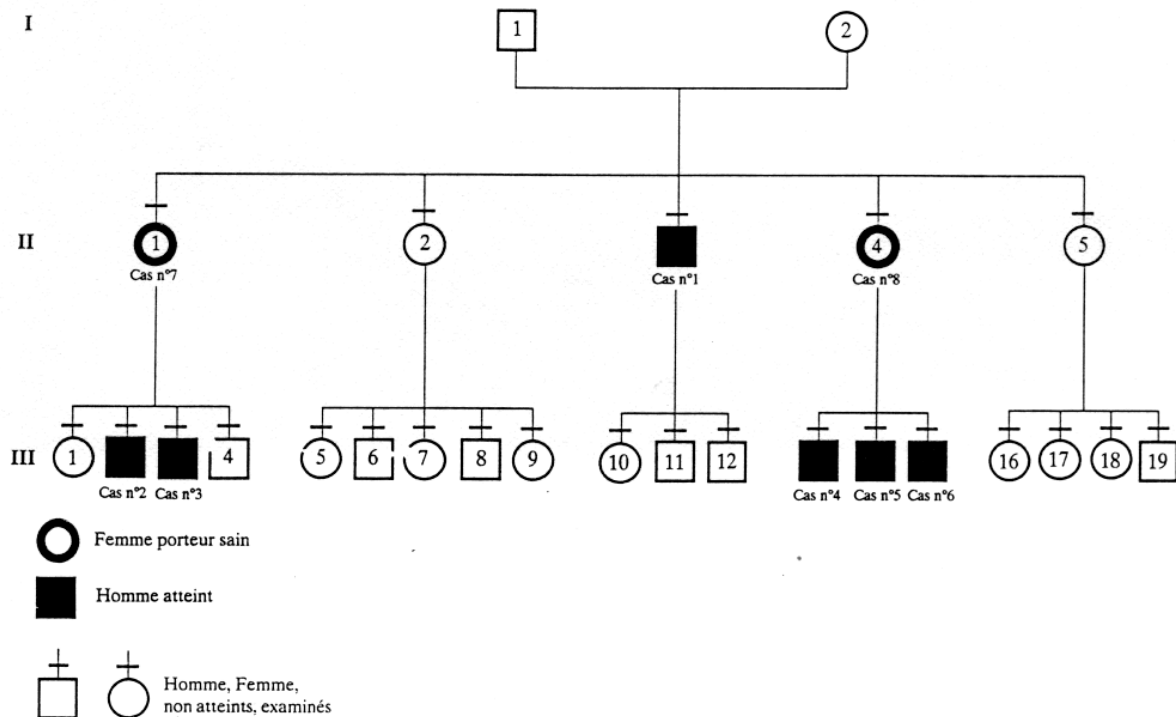 I 1 2
II 1 2 4 5
Cas n°7 Cas n°1 Cas n°8
III 1 4 5 6 7 8 9 10 11 12 16 17 18 19
Cas n°2 Cas n°3 Cas n°4 Cas n°5 Cas n°6
Femme porteur sain
Homme atteint
Homme, Femme,
non atteints, examinés